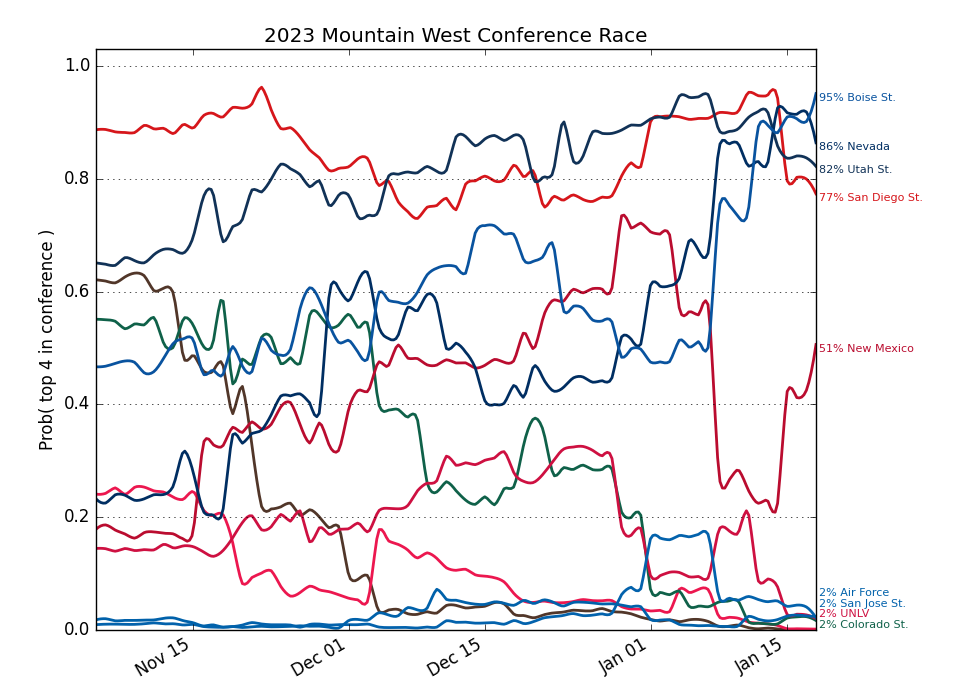 2023 Mountain West Conference Race
Prob( top 4 in conference )
1.0
0.8
0.6
0.4
0.2
0.0
Nov 15
Dec 01
Dec 15
Jan 01
Jan 15
95% Boise St.
86% Nevada
82% Utah St.
77% San Diego St.
51% New Mexico
2% Air Force
2% San Jose St.
2% UNLV
2% Colorado St.